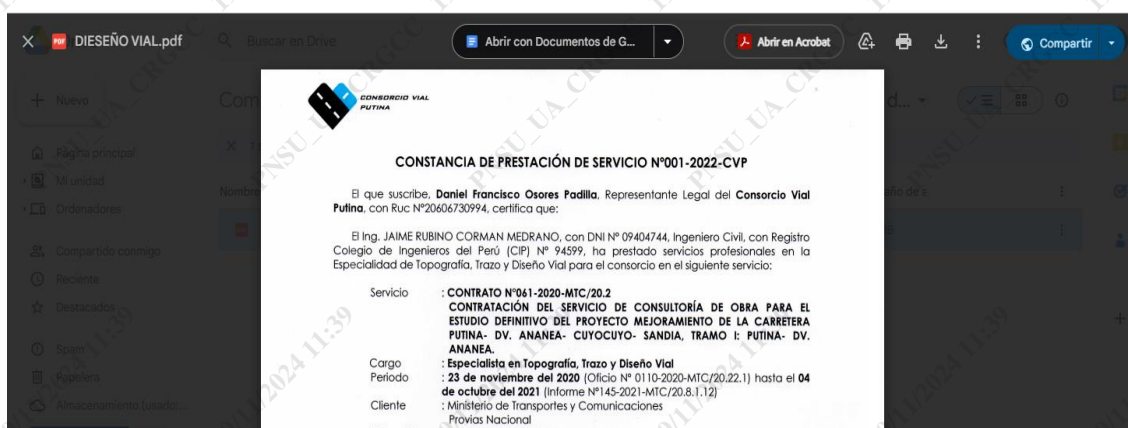 DIESEÑO VIAL.pdf
Buscar en Drive
Abrir con Documentos de G...
Abrir en Acrobat
Compartir
Nuevo
Página principal
Mi unidad
Ordenadores
Compartido conmigo
Reciente
Destacados
Spam
Papelera
Almacenamiento (usado:...
CONSORCIO VIAL
PUTINA
CONSTANCIA DE PRESTACIÓN DE SERVICIO N°001-2022-CVP
El que suscribe, Daniel Francisco Osores Padilla, Representante Legal del Consorcio Vial
Putina, con Ruc N°20606730994, certifica que:
El Ing. JAIME RUBINO CORMAN MEDRANO, con DNI N° 09404744, Ingeniero Civil, con Registro
Colegio de Ingenieros del Perú (CIP) N° 94599, ha prestado servicios profesionales en la
Especialidad de Topografía, Trazo y Diseño Vial para el consorcio en el siguiente servicio:
Servicio : CONTRATO N°061-2020-MTC/20.2
CONTRATACIÓN DEL SERVICIO DE CONSULTORÍA DE OBRA PARA EL
ESTUDIO DEFINITIVO DEL PROYECTO MEJORAMIENTO DE LA CARRETERA
PUTINA- DV. ANANEA- CUYOCUYO- SANDIA, TRAMO I: PUTINA- DV.
ANANEA.
Cargo : Especialista en Topografía, Trazo y Diseño Vial
Periodo : 23 de noviembre del 2020 (Oficio N° 0110-2020-MTC/20.22.1) hasta el 04
de octubre del 2021 (Informe N°145-2021-MTC/20.8.1.12)
Cliente : Ministerio de Transportes y Comunicaciones
Provias Nacional
PNSU_UA_CRGCC